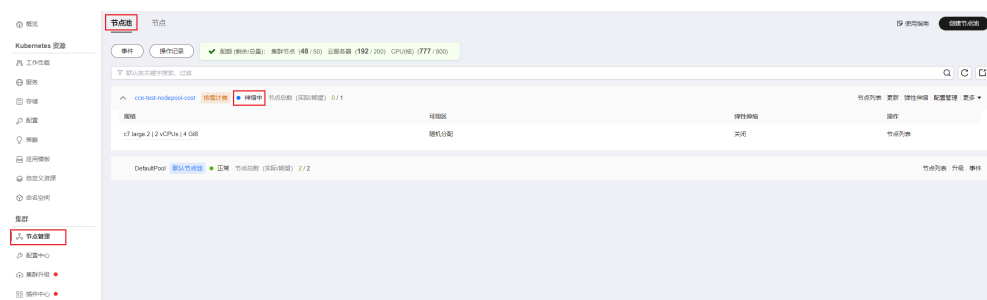 概览
Kubernetes 资源
工作负载
服务
存储
配置
策略
应用模板
自定义资源
命名空间
集群
节点管理
配置中心
集群升级
插件中心
节点池 节点
使用指南 创建节点池
事件 操作记录 配额 (剩余/总量): 集群节点 (48 / 50) 云服务器 (192 / 200) CPU(核) (777 / 800)
默认按关键字搜索、过滤
cce-test-nodepool-cost 按需计费 伸缩中 节点总数 (实际/期望) 0 / 1 节点列表 更新 弹性伸缩 配置管理 更多
规格 可用区 弹性伸缩 操作
c7.large.2 | 2 vCPUs | 4 GiB 随机分配 关闭 节点列表
DefaultPool 默认节点池 正常 节点总数 (实际/期望) 2 / 2 节点列表 升级 事件